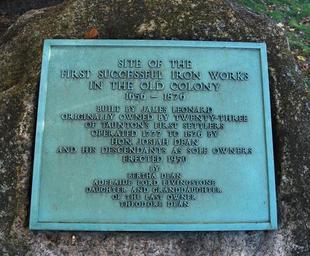 SITE OF THE
FIRST SUCCESSFUL IRON WORKS
IN THE OLD COLONY
1656 - 1876
BUILT BY JAMES LEONARD
ORIGINALLY OWNED BY TWENTY-THREE
OF TAUNTON'S FIRST SETTLERS
OPERATED 1777 TO 1876 BY
HON. JOSIAH DEAN
AND HIS DESCENDANTS AS SOLE OWNERS
ERECTED 1950
BY
BERTHA DEAN
ADELAIDE LORD LIVINGSTONE
DAUGHTER AND GRANDDAUGHTER
OF THE LAST OWNER
THEODORE DEAN